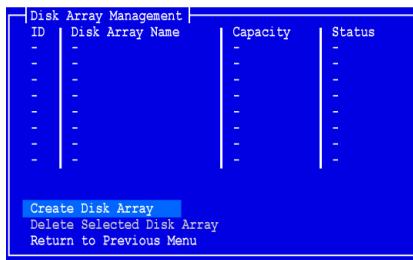 Disk Array Management
ID Disk Array Name Capacity Status
- - - -
- - - -
- - - -
- - - -
- - - -
- - - -
- - - -
- - - -
Create Disk Array
Delete Selected Disk Array
Return to Previous Menu